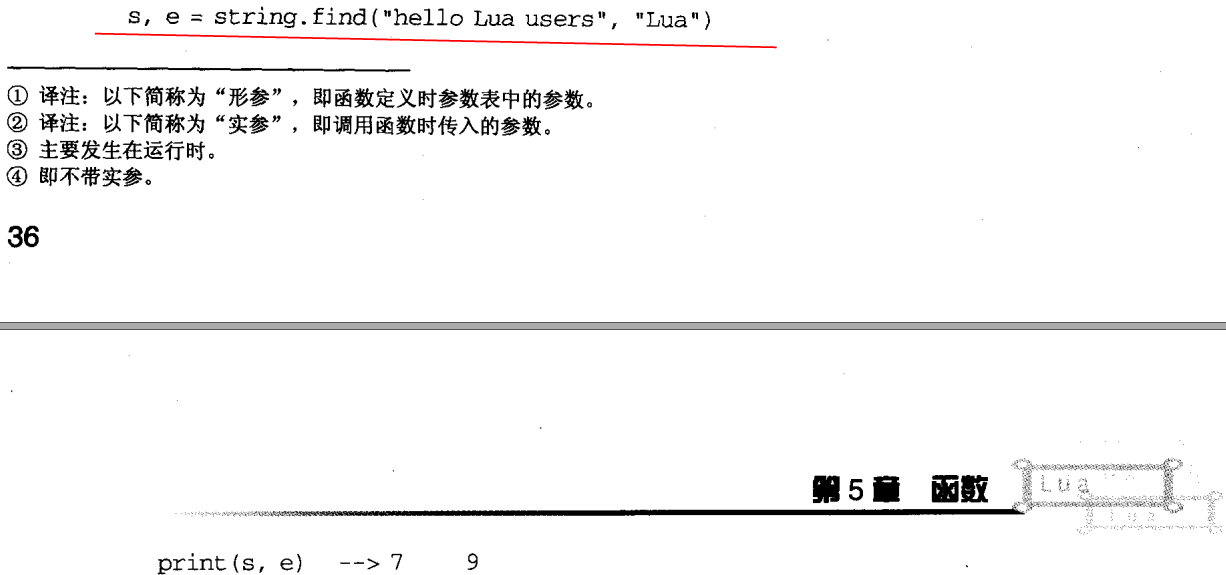 s, e = string.find("hello Lua users", "Lua")
① 译注：以下简称为“形参”，即函数定义时参数表中的参数。
② 译注：以下简称为“实参”，即调用函数时传入的参数。
③ 主要发生在运行时。
④ 即不带实参。
36
第 5 章 函数
Lua
Lua
print(s, e) --> 7 9